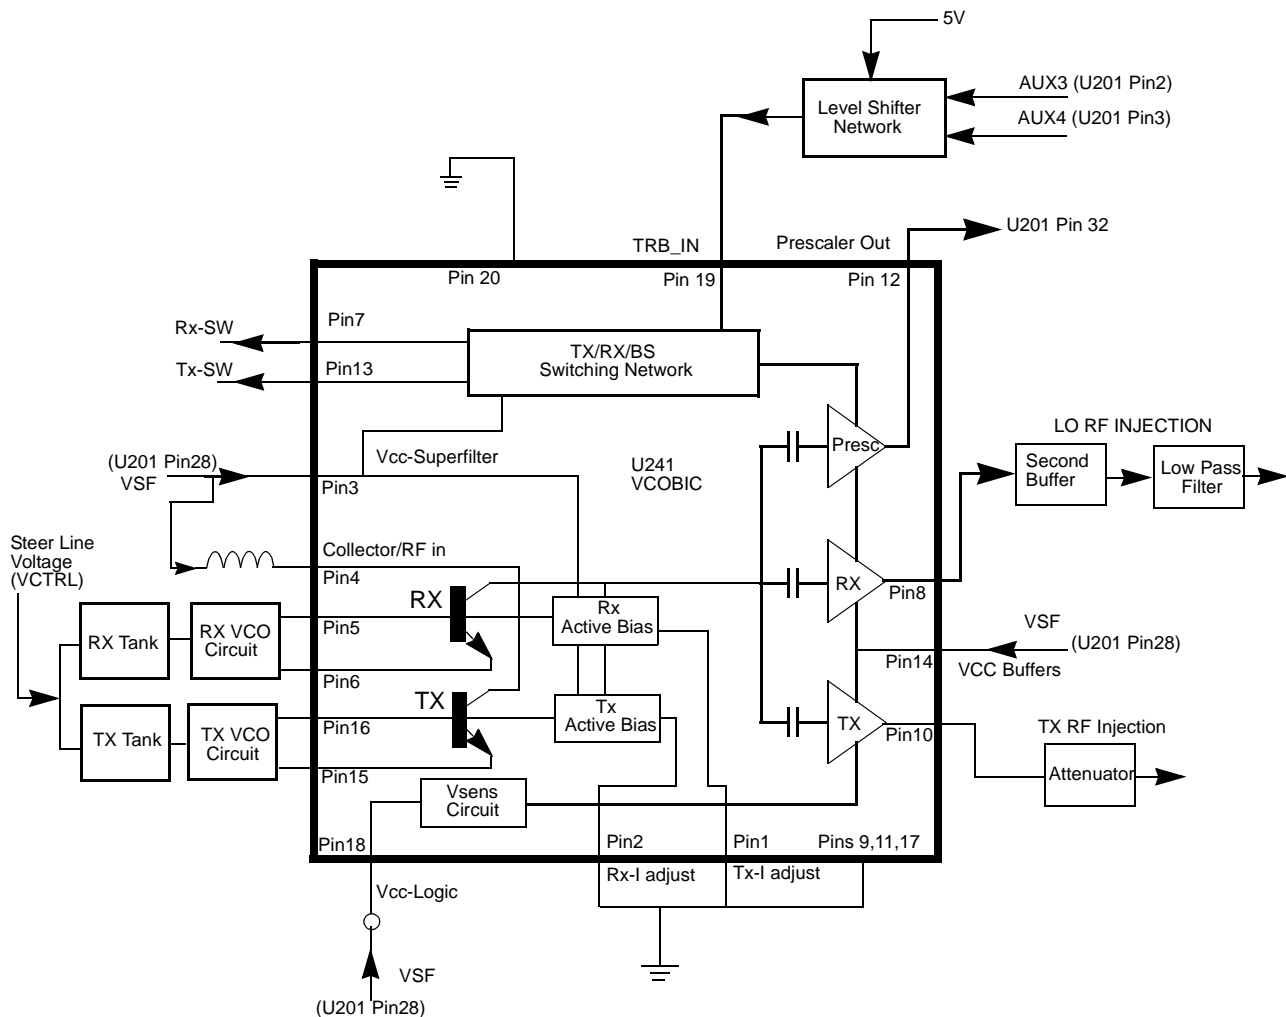 5V
AUX3 (U201 Pin2)
Level Shifter
Network
AUX4 (U201 Pin3)
U201 Pin 32
TRB_IN
Prescaler Out
Pin 20
Pin 19
Pin 12
Pin7
Rx-SW
TX/RX/BS
Switching Network
Tx-SW
Pin13
Presc
LO RF INJECTION
(U201 Pin28)
VSF
Vcc-Superfilter
U241
VCOBIC
Second
Buffer
Low Pass
Filter
Pin3
Steer Line
Voltage
(VCTRL)
Collector/RF in
Pin4
RX
RX
Pin8
Rx
Active Bias
RX Tank
RX VCO
Circuit
Pin5
VSF
(U201 Pin28)
Pin14
VCC Buffers
Pin6
TX
Tx
Active Bias
TX
Pin10
TX RF Injection
TX Tank
TX VCO
Circuit
Pin16
Pin15
Attenuator
Vsens
Circuit
Pin18
Pin2
Pin1
Pins 9,11,17
Rx-I adjust
Tx-I adjust
Vcc-Logic
VSF
(U201 Pin28)